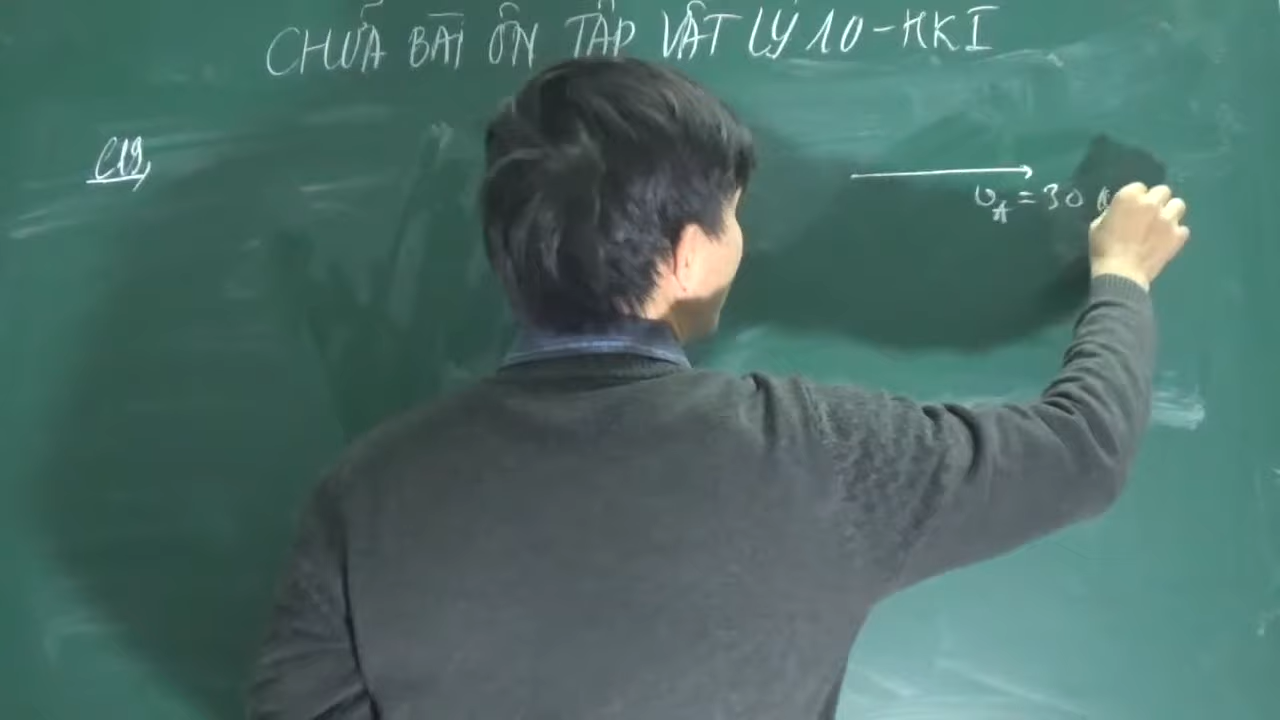 CHỮA BÀI ÔN TẬP VẬT LÝ 10 - HKI
C19,
v_A = 30